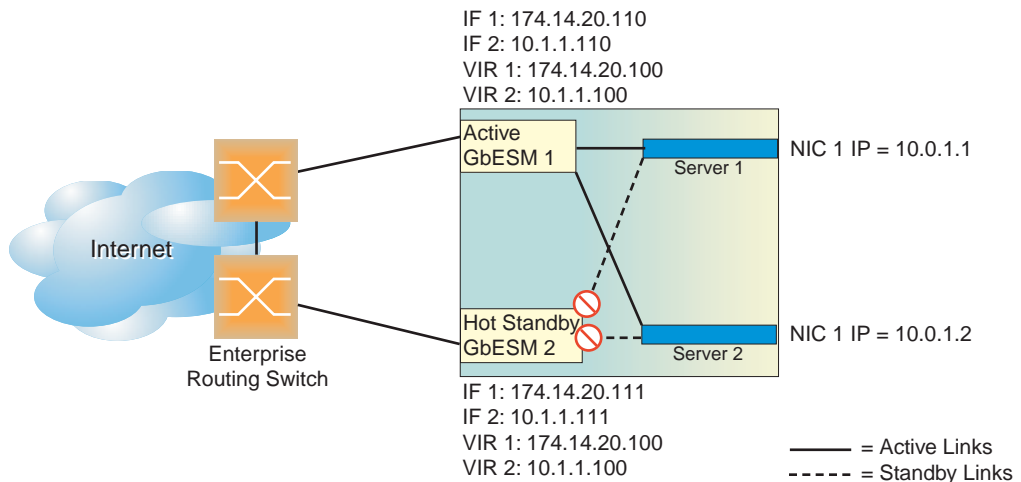 IF 1: 174.14.20.110
IF 2: 10.1.1.110
VIR 1: 174.14.20.100
VIR 2: 10.1.1.100
Active
GbESM 1
Server 1
NIC 1 IP = 10.0.1.1
Internet
Hot Standby
GbESM 2
Server 2
NIC 1 IP = 10.0.1.2
Enterprise
Routing Switch
IF 1: 174.14.20.111
IF 2: 10.1.1.111
VIR 1: 174.14.20.100
VIR 2: 10.1.1.100
= Active Links
= Standby Links